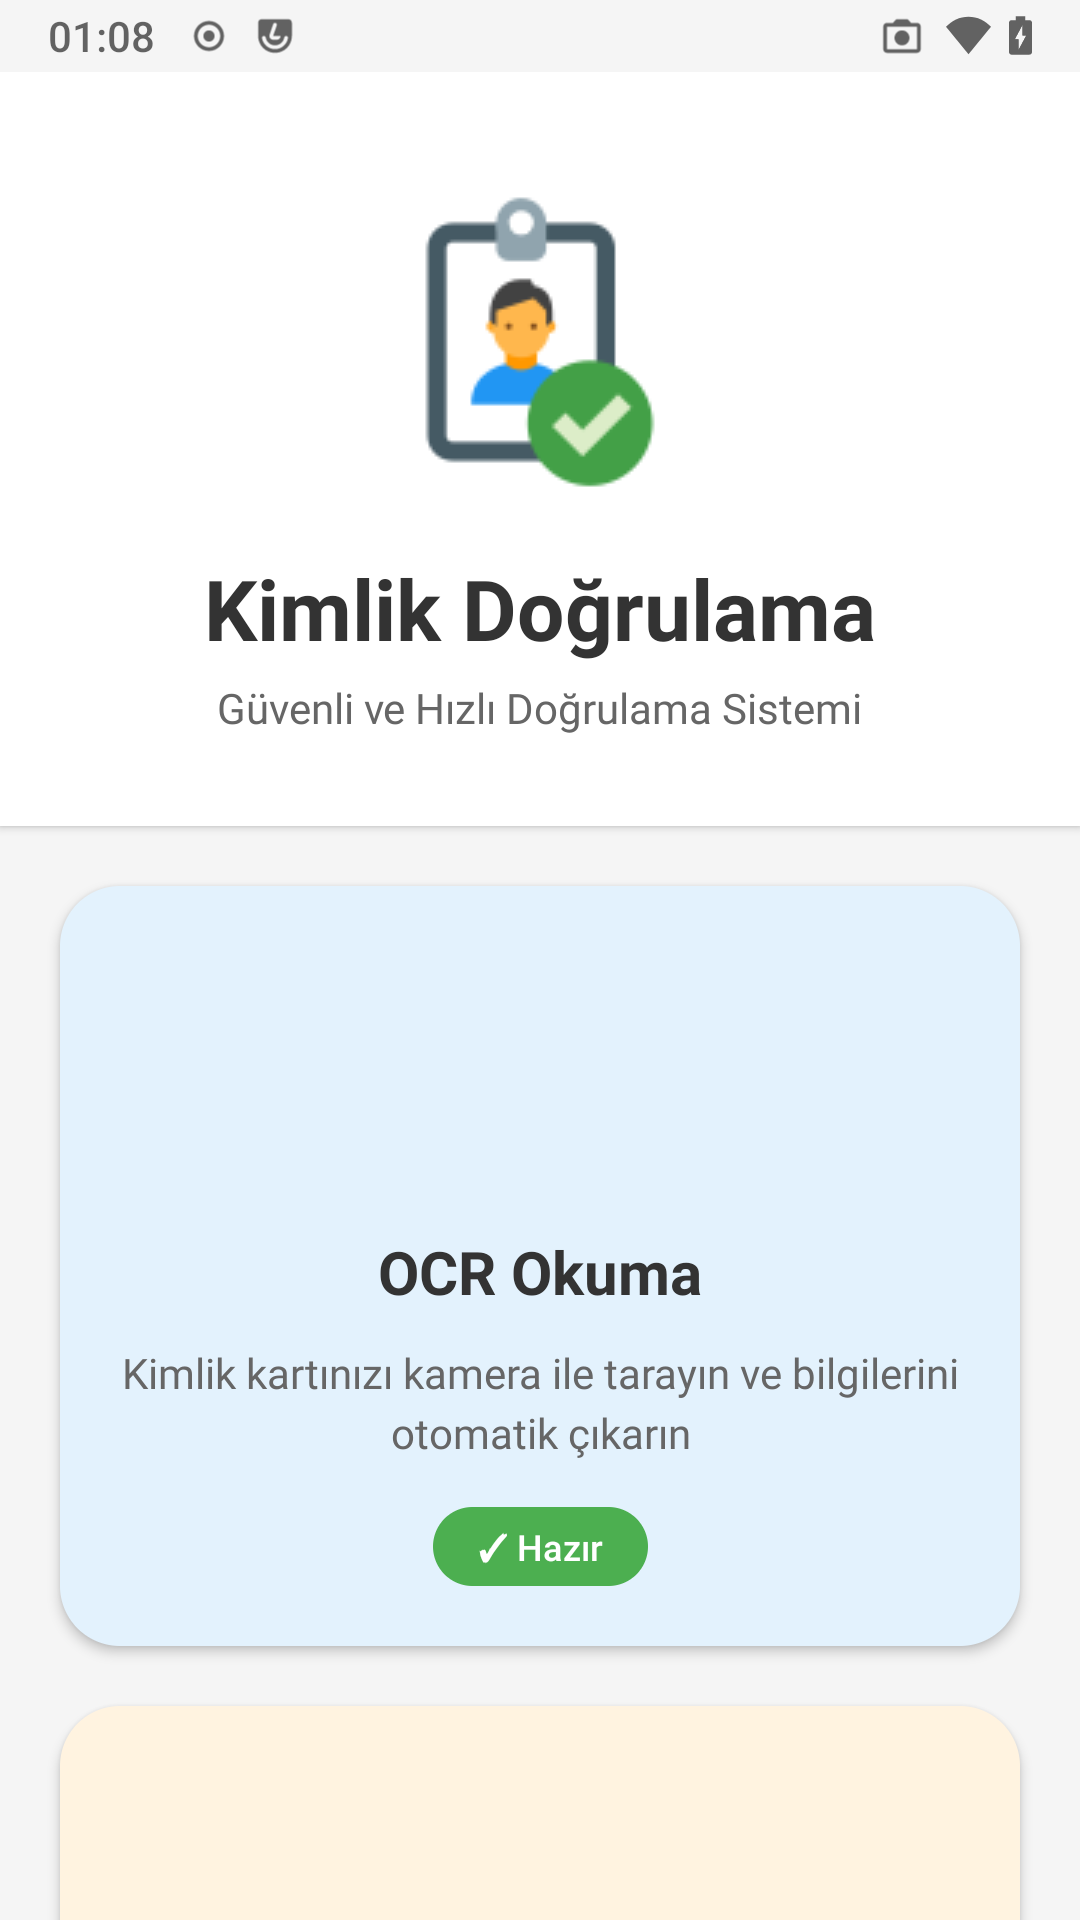 01:08
Kimlik Doğrulama
Güvenli ve Hızlı Doğrulama Sistemi
OCR Okuma
Kimlik kartınızı kamera ile tarayın ve bilgilerini
otomatik çıkarın
✓ Hazır